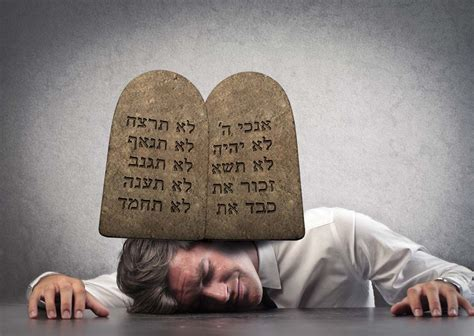 אנכי ה'
לא יהיה
לא תשא
זכור את
כבד את
לא תרצח
לא תנאף
לא תגנב
לא תענה
לא תחמד